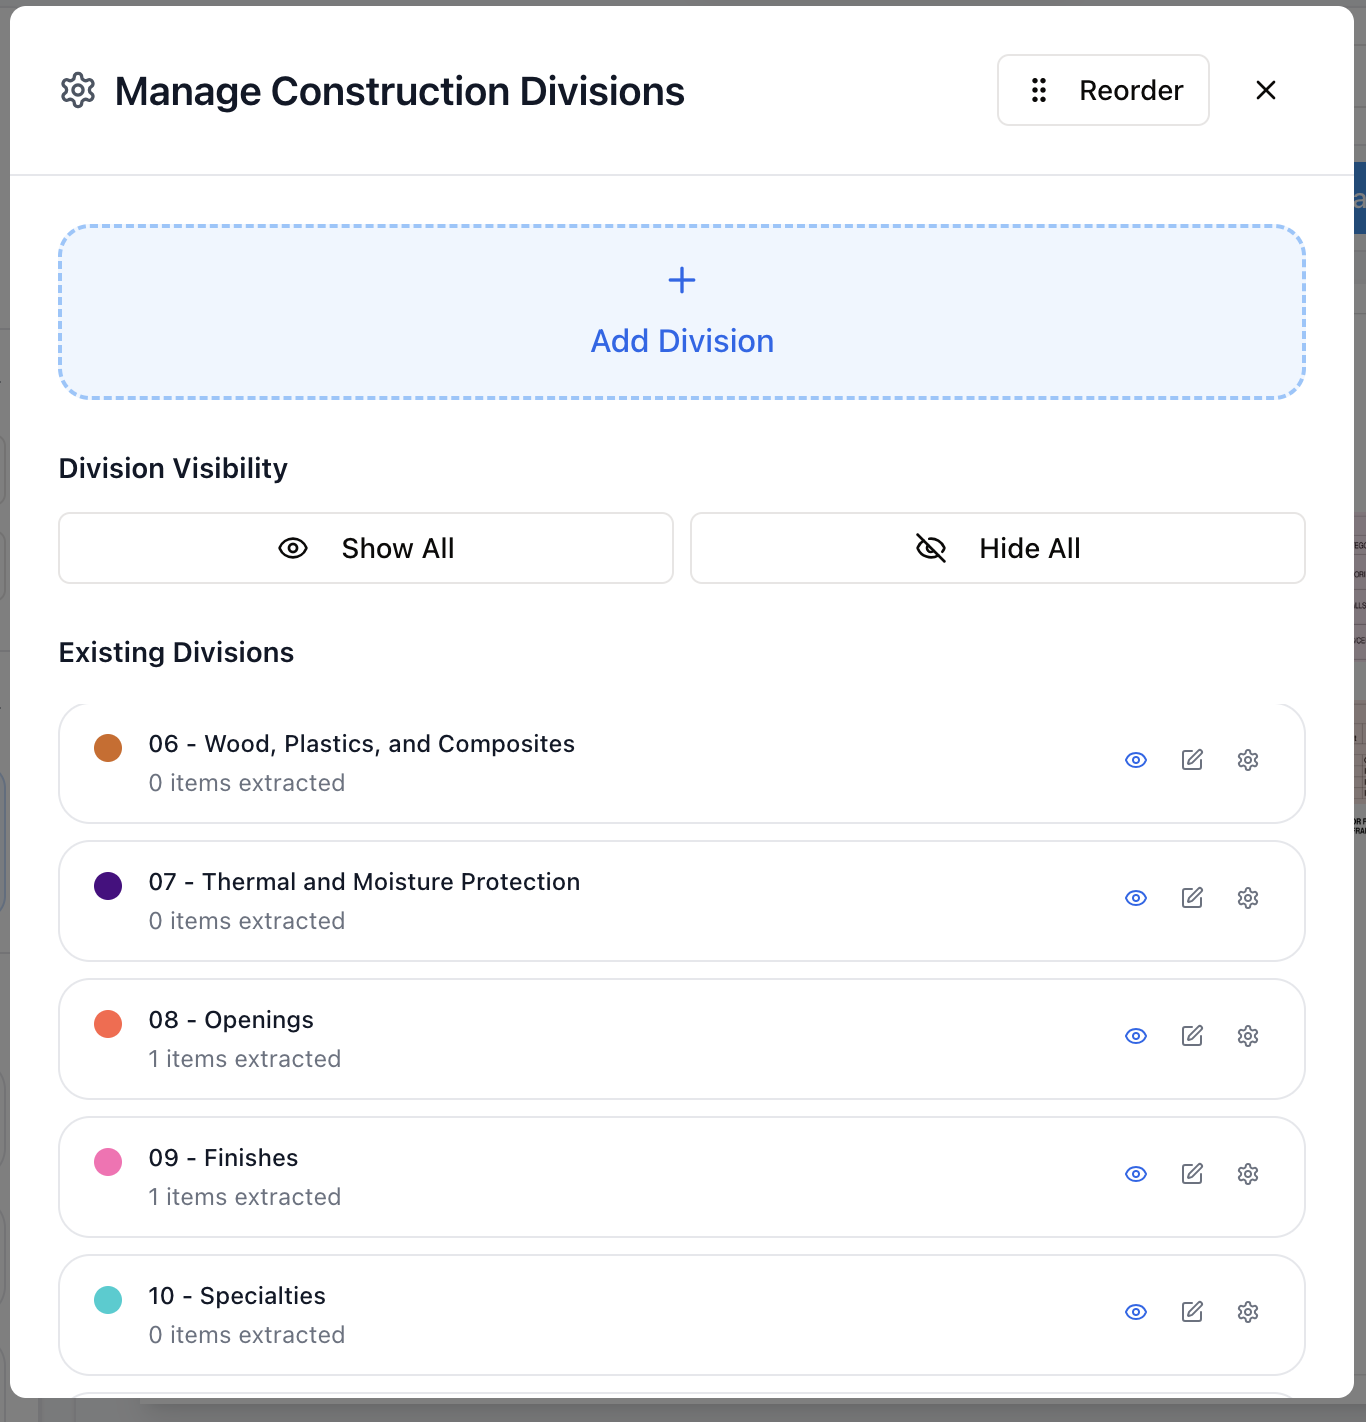 Manage Construction Divisions
Reorder
Add Division
Division Visibility
Show All
Hide All
Existing Divisions
06 - Wood, Plastics, and Composites
0 items extracted
07 - Thermal and Moisture Protection
0 items extracted
08 - Openings
1 items extracted
09 - Finishes
1 items extracted
10 - Specialties
0 items extracted